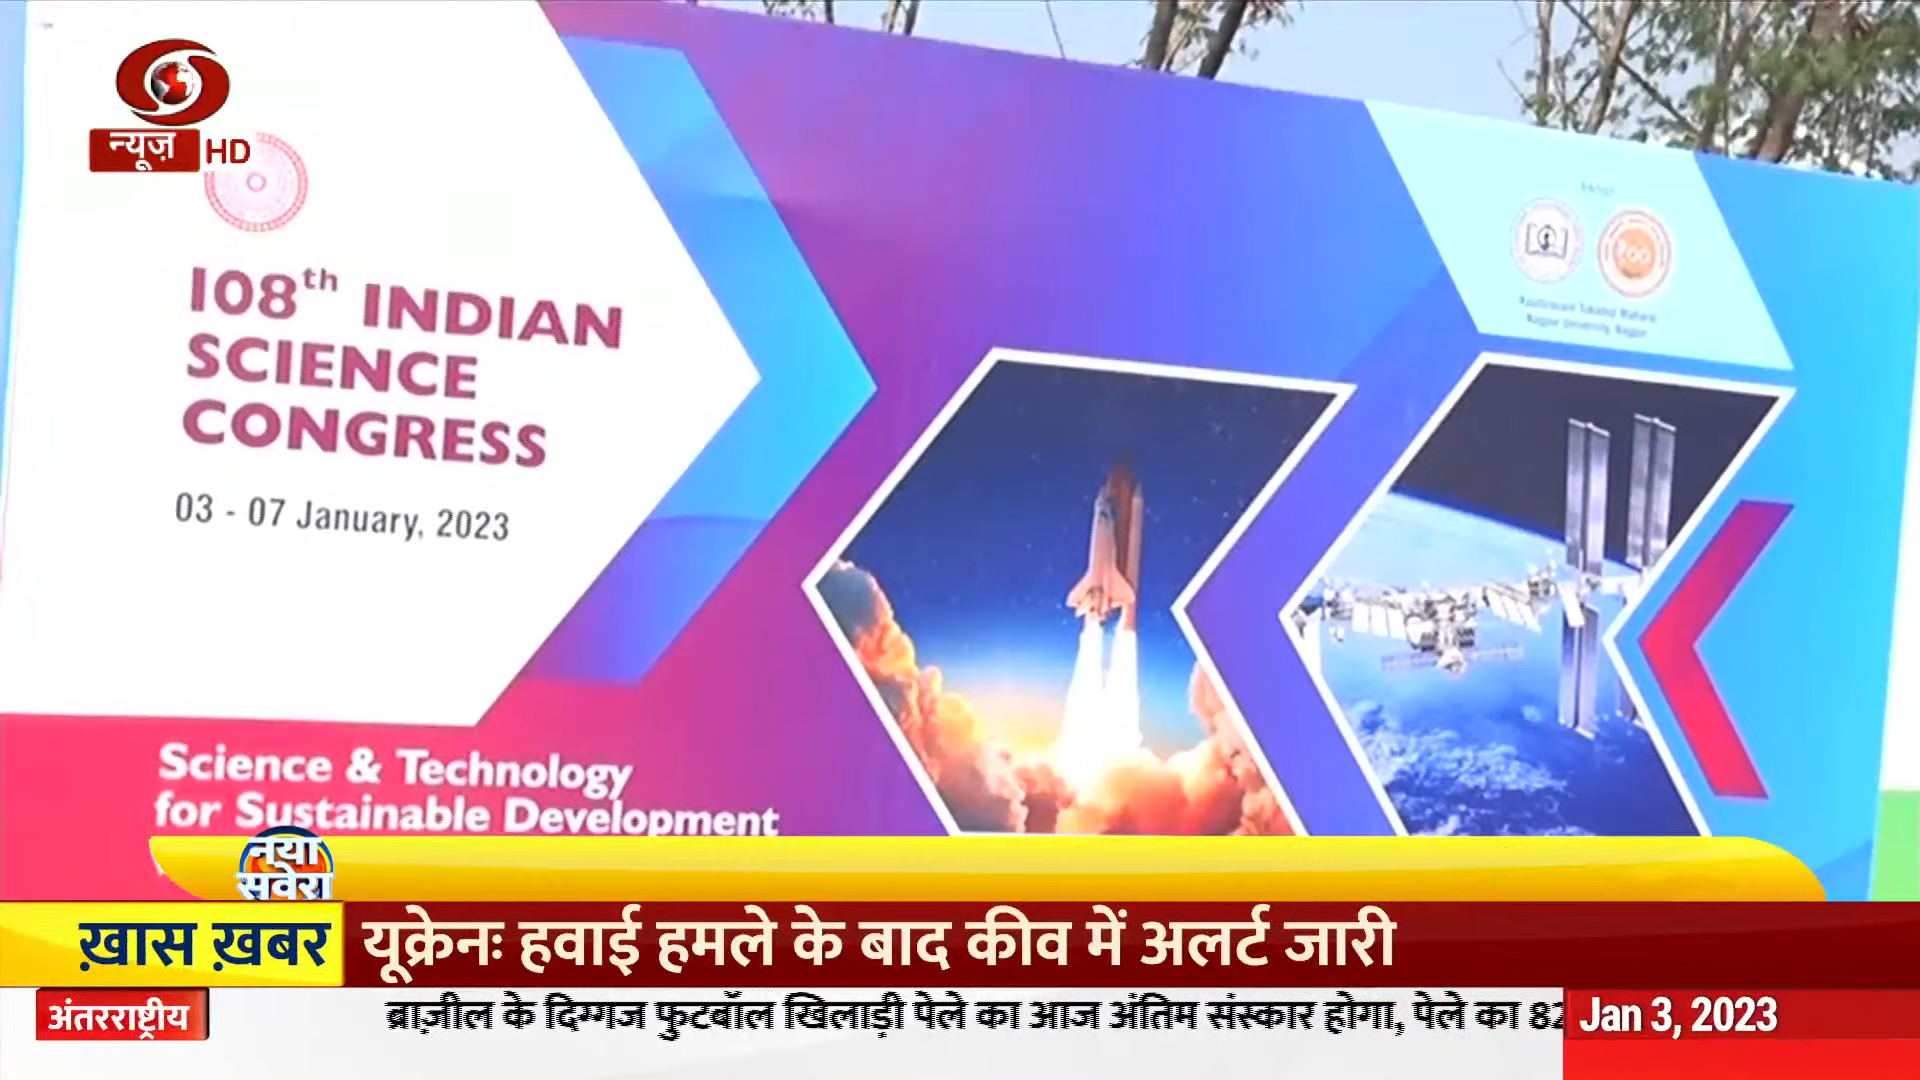 न्यूज़ HD
108th INDIAN
SCIENCE
CONGRESS
03 - 07 January, 2023
Science & Technology
for Sustainable Development
नया
सवेरा
ख़ास ख़बर
यूक्रेनः हवाई हमले के बाद कीव में अलर्ट जारी
अंतरराष्ट्रीय
ब्राज़ील के दिग्गज फुटबॉल खिलाड़ी पेले का आज अंतिम संस्कार होगा, पेले का 82
Jan 3, 2023